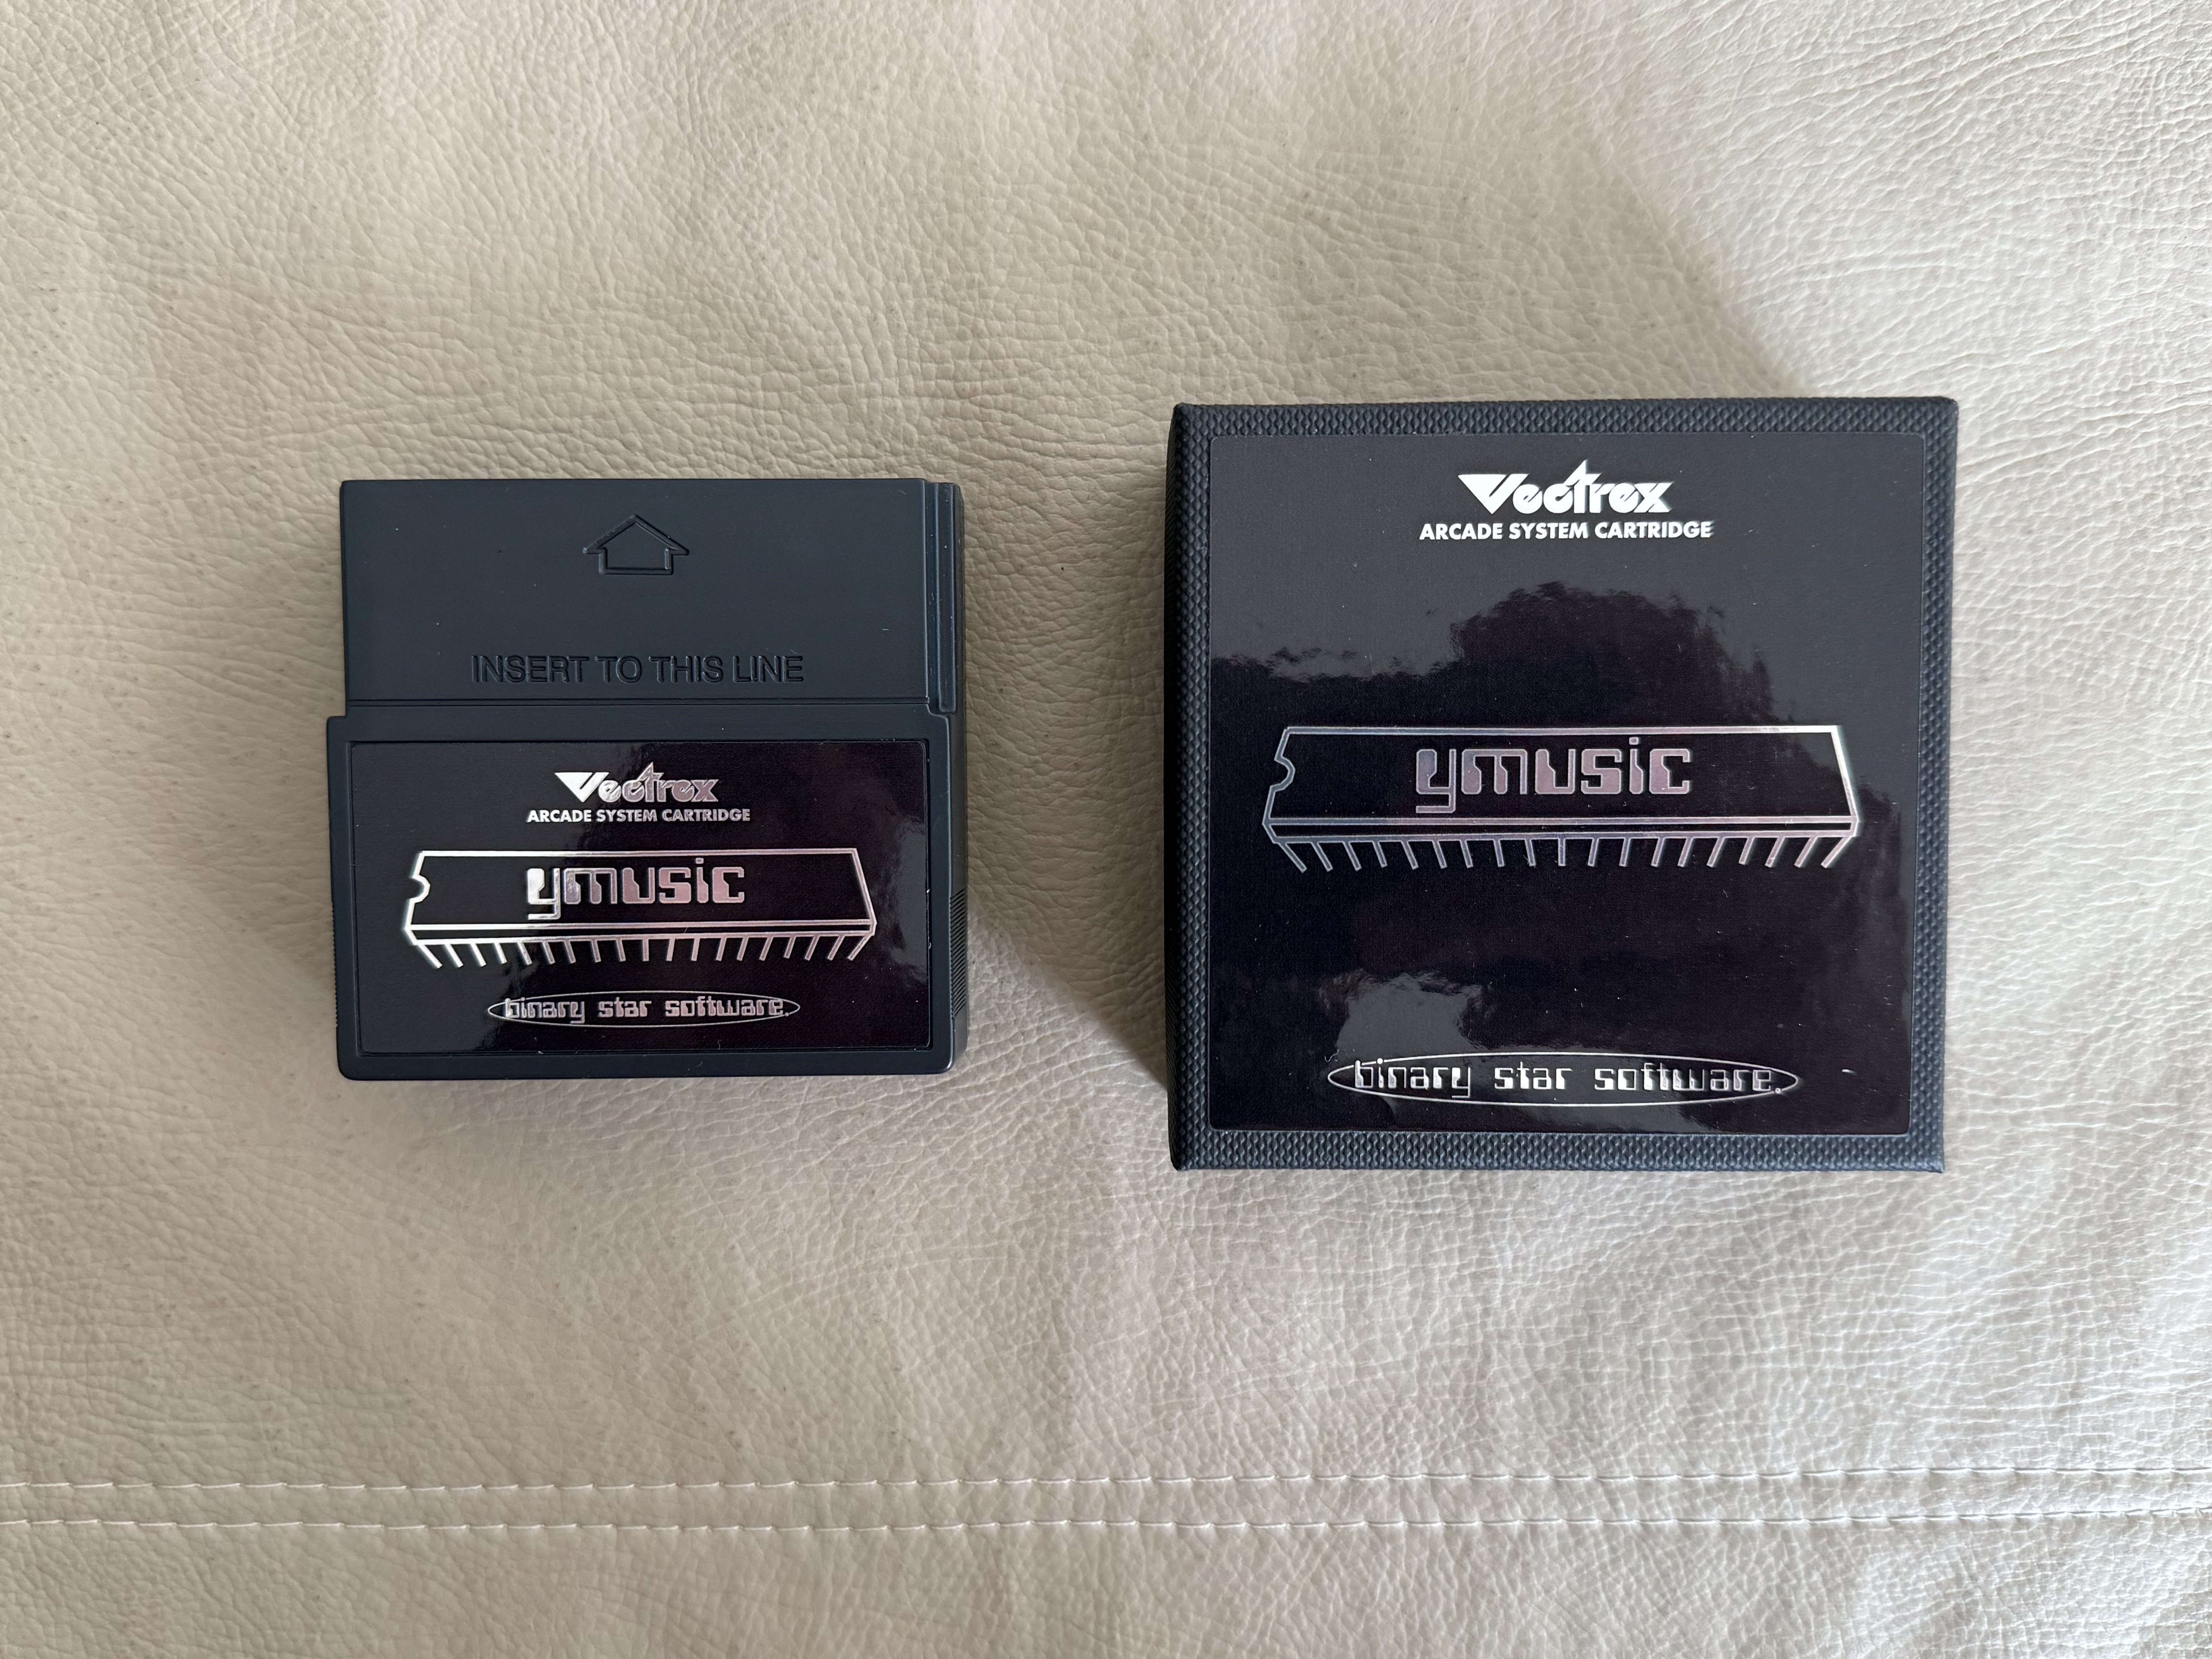 INSERT TO THIS LINE
Vectrex
ARCADE SYSTEM CARTRIDGE
ymusic
binary star software.
Vectrex
ARCADE SYSTEM CARTRIDGE
ymusic
binary star software.